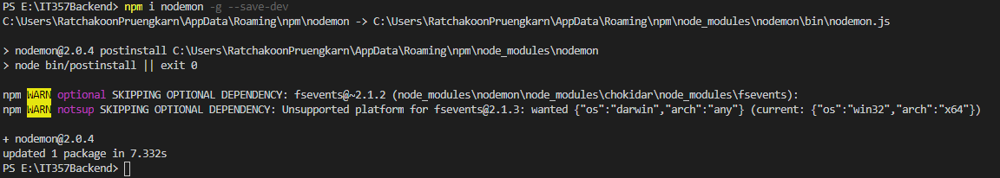 PS E:\IT357Backend> npm i nodemon -g --save-dev
C:\Users\RatchakoonPruengkarn\AppData\Roaming\npm\nodemon -> C:\Users\RatchakoonPruengkarn\AppData\Roaming\npm\node_modules\nodemon\bin\nodemon.js
> nodemon@2.0.4 postinstall C:\Users\RatchakoonPruengkarn\AppData\Roaming\npm\node_modules\nodemon
> node bin/postinstall || exit 0
npm WARN optional SKIPPING OPTIONAL DEPENDENCY: fsevents@~2.1.2 (node_modules\nodemon\node_modules\chokidar\node_modules\fsevents):
npm WARN notsup SKIPPING OPTIONAL DEPENDENCY: Unsupported platform for fsevents@2.1.3: wanted {"os":"darwin","arch":"any"} (current: {"os":"win32","arch":"x64"})
+ nodemon@2.0.4
updated 1 package in 7.332s
PS E:\IT357Backend>